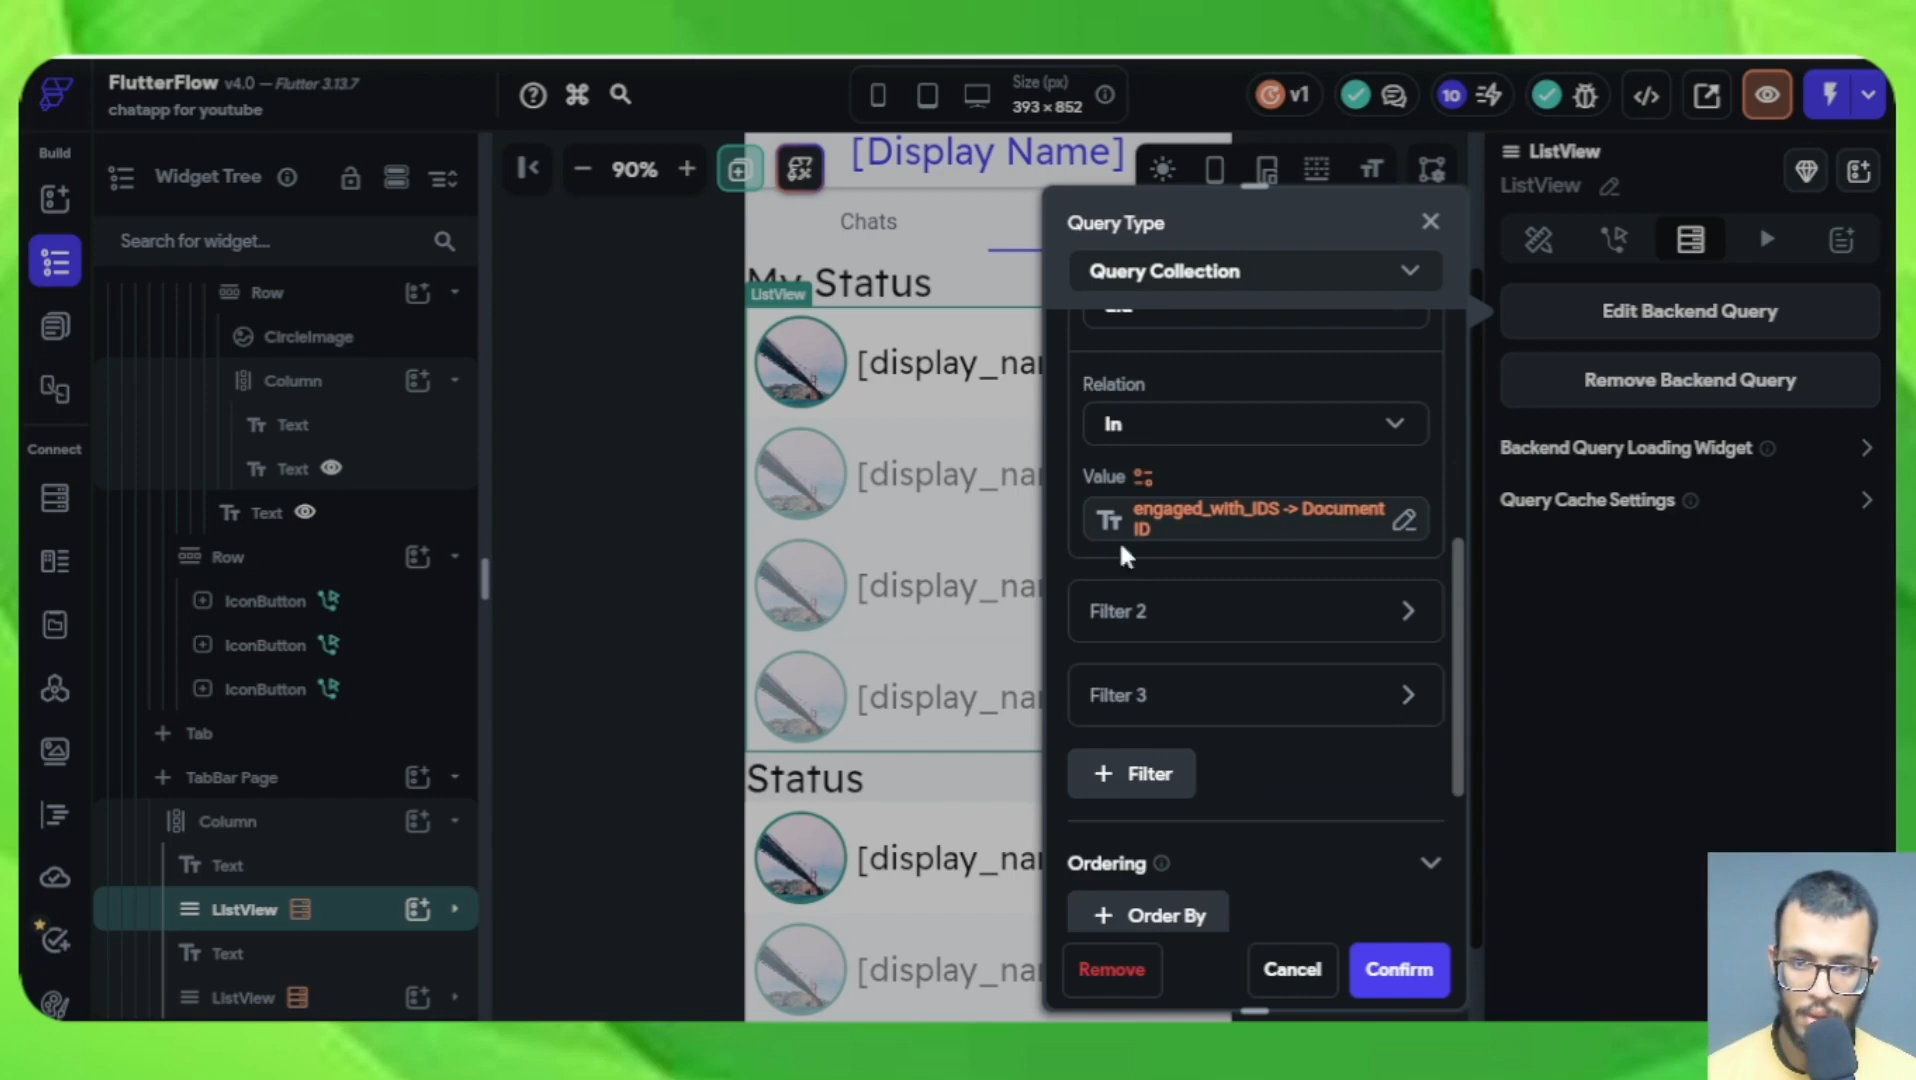 FlutterFlow v4.0 — Flutter 3.13.7
chatapp for youtube
Size (px)
393 × 852
v1
10
Build
Widget Tree
Search for widget...
Row
CircleImage
Column
Text
Text
Text
Row
IconButton
IconButton
IconButton
Tab
TabBar Page
Column
Text
ListView
Text
ListView
Connect
90%
[Display Name]
Chats
My Status
ListView
[display_nar
[display_nar
[display_nar
[display_nar
Status
[display_nar
[display_nar
Query Type
Query Collection
Relation
In
Value
Tт engaged_with_IDS -> Document
ID
Filter 2
Filter 3
+ Filter
Ordering
+ Order By
Remove
Cancel
Confirm
ListView
ListView
Edit Backend Query
Remove Backend Query
Backend Query Loading Widget
Query Cache Settings